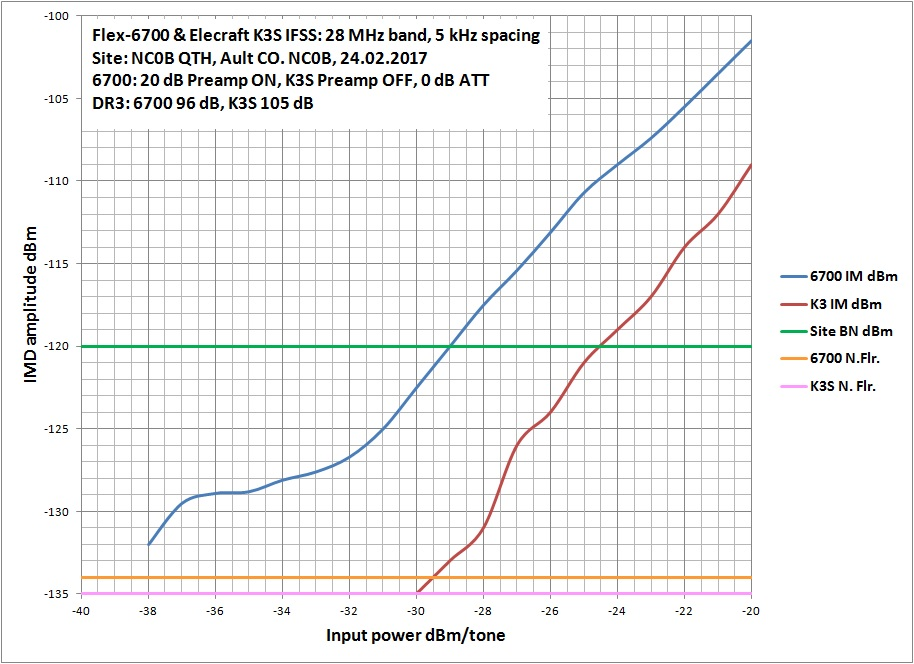 Flex-6700 & Elecraft K3S IFSS: 28 MHz band, 5 kHz spacing
Site: NC0B QTH, Ault CO. NC0B, 24.02.2017
6700: 20 dB Preamp ON, K3S Preamp OFF, 0 dB ATT
DR3: 6700 96 dB, K3S 105 dB
IMD amplitude dBm
-100
-105
-110
-115
-120
-125
-130
-135
-40
-38
-36
-34
-32
-30
-28
-26
-24
-22
-20
Input power dBm/tone
6700 IM dBm
K3 IM dBm
Site BN dBm
6700 N.Flr.
K3S N. Flr.